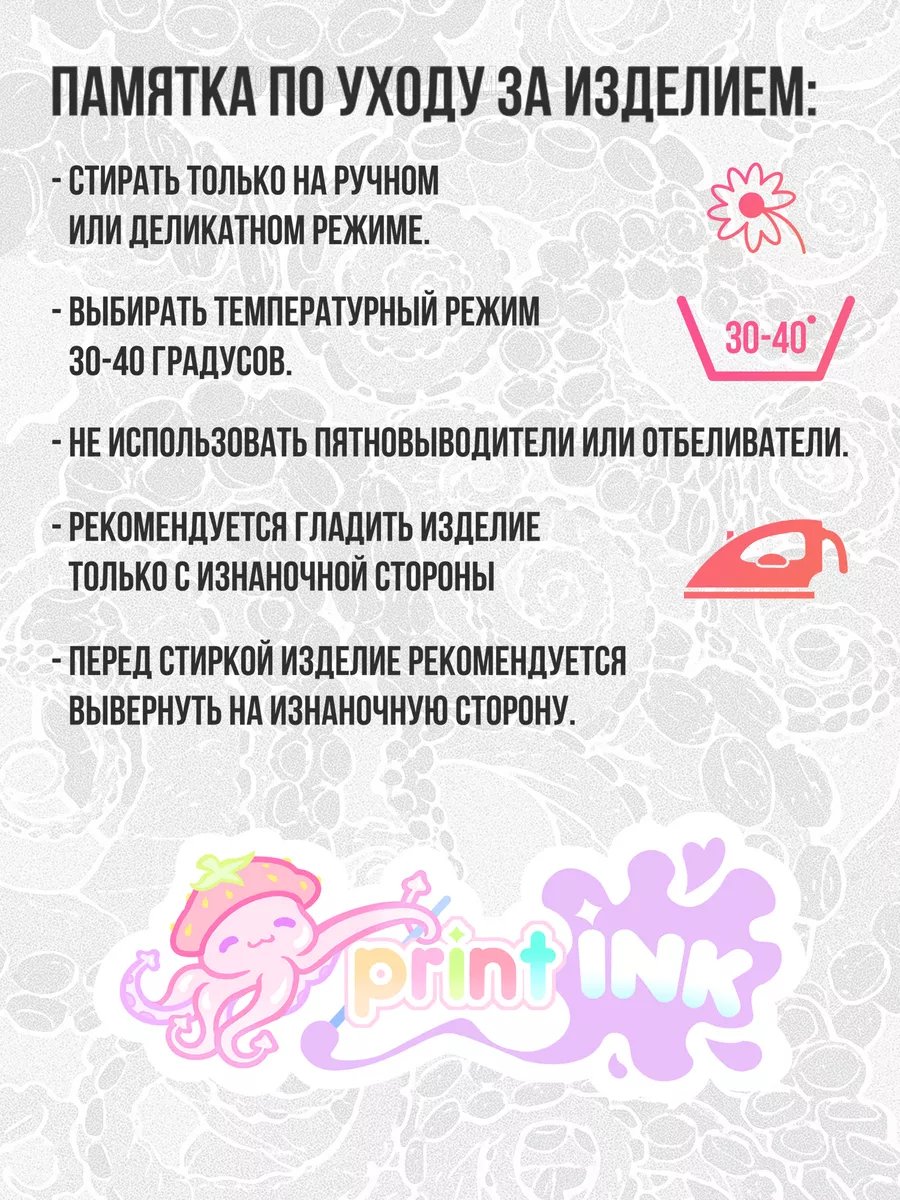 ПАМЯТКА ПО УХОДУ ЗА ИЗДЕЛИЕМ:
- СТИРАТЬ ТОЛЬКО НА РУЧНОМ
ИЛИ ДЕЛИКАТНОМ РЕЖИМЕ.
- ВЫБИРАТЬ ТЕМПЕРАТУРНЫЙ РЕЖИМ
30-40 ГРАДУСОВ.
30-40°
- НЕ ИСПОЛЬЗОВАТЬ ПЯТНОВЫВОДИТЕЛИ ИЛИ ОТБЕЛИВАТЕЛИ.
- РЕКОМЕНДУЕТСЯ ГЛАДИТЬ ИЗДЕЛИЕ
ТОЛЬКО С ИЗНАНОЧНОЙ СТОРОНЫ
- ПЕРЕД СТИРКОЙ ИЗДЕЛИЕ РЕКОМЕНДУЕТСЯ
ВЫВЕРНУТЬ НА ИЗНАНОЧНУЮ СТОРОНУ.
print iNK